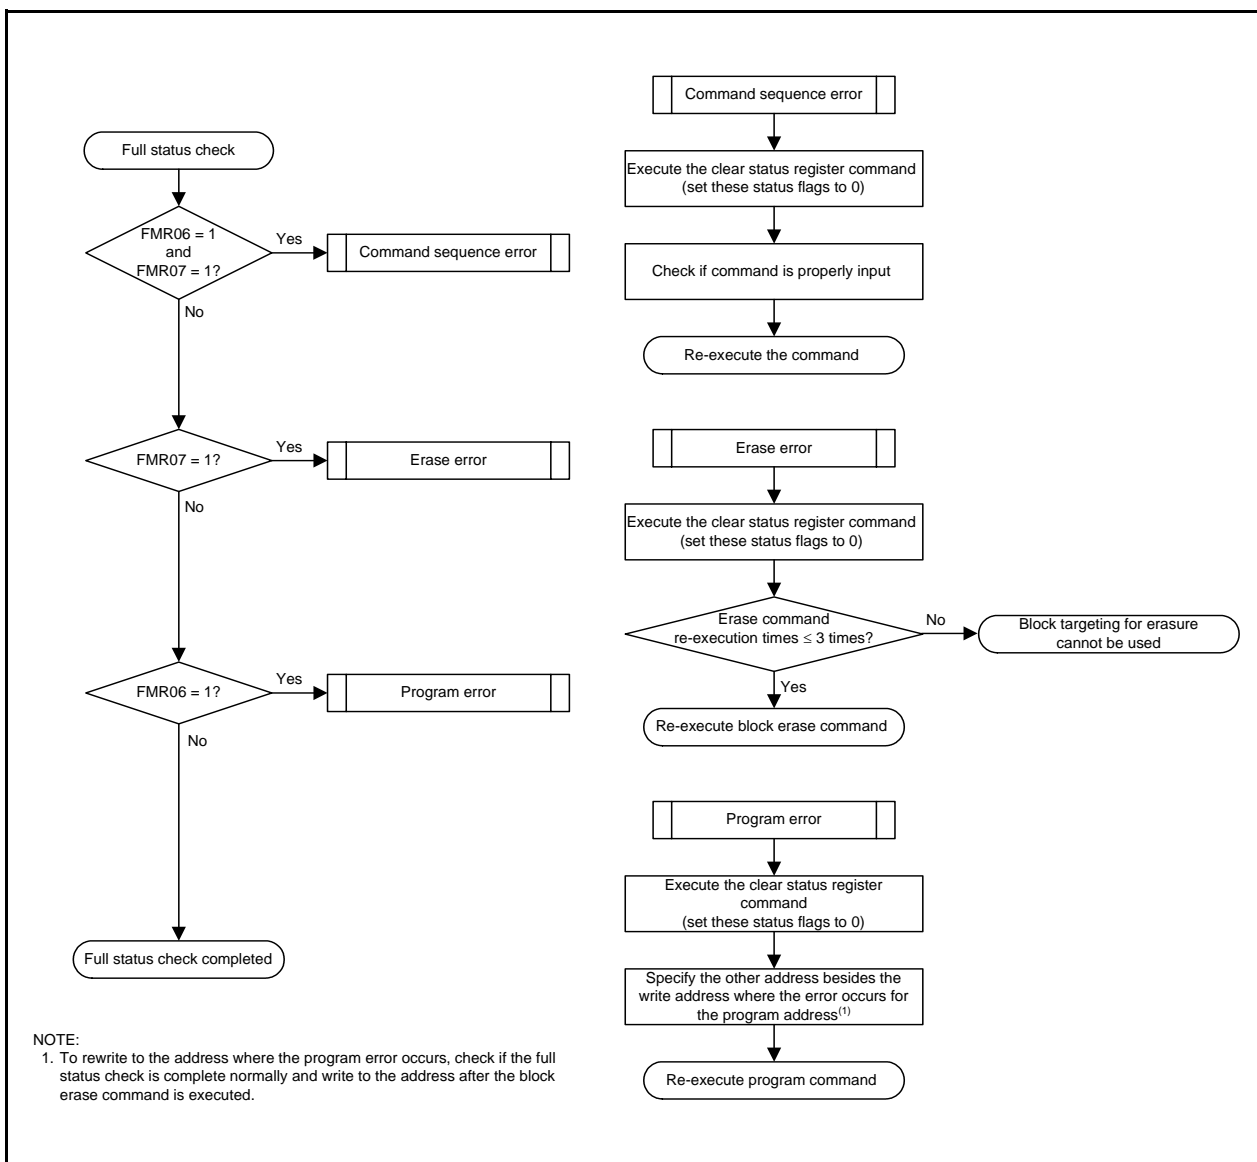 Full status check
FMR06 = 1
and
FMR07 = 1?
Yes
Command sequence error
No
FMR07 = 1?
Yes
Erase error
No
FMR06 = 1?
Yes
Program error
No
Full status check completed
Command sequence error
Execute the clear status register command
(set these status flags to 0)
Check if command is properly input
Re-execute the command
Erase error
Execute the clear status register command
(set these status flags to 0)
Erase command
re-execution times ≤ 3 times?
No
Block targeting for erasure
cannot be used
Yes
Re-execute block erase command
Program error
Execute the clear status register
command
(set these status flags to 0)
Specify the other address besides the
write address where the error occurs for
the program address(1)
Re-execute program command
NOTE:
1. To rewrite to the address where the program error occurs, check if the full
status check is complete normally and write to the address after the block
erase command is executed.